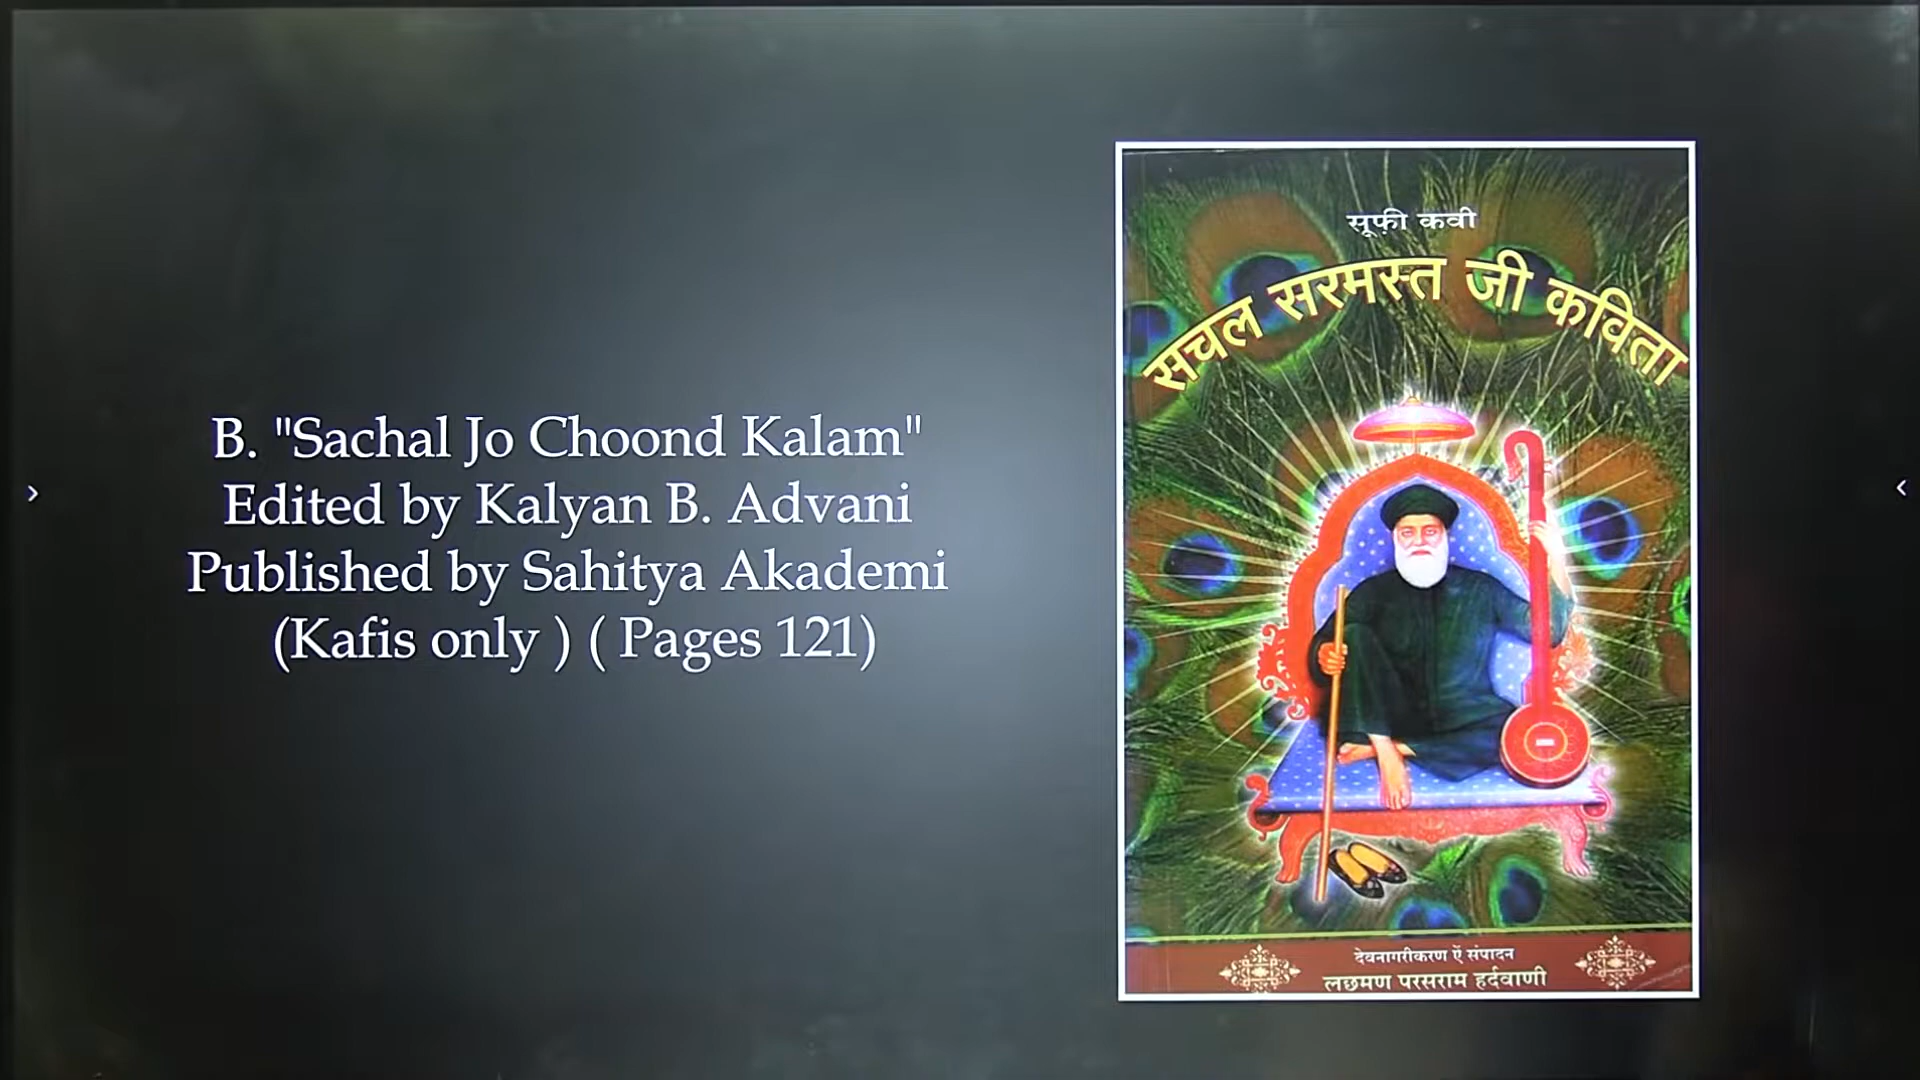 B. "Sachal Jo Choond Kalam"
Edited by Kalyan B. Advani
Published by Sahitya Akademi
(Kafis only ) ( Pages 121)
सूफ़ी कवी
सचल सरमस्त जी कविता
देवनागरीकरण ऐं संपादन
लछमण परसराम हर्दवाणी